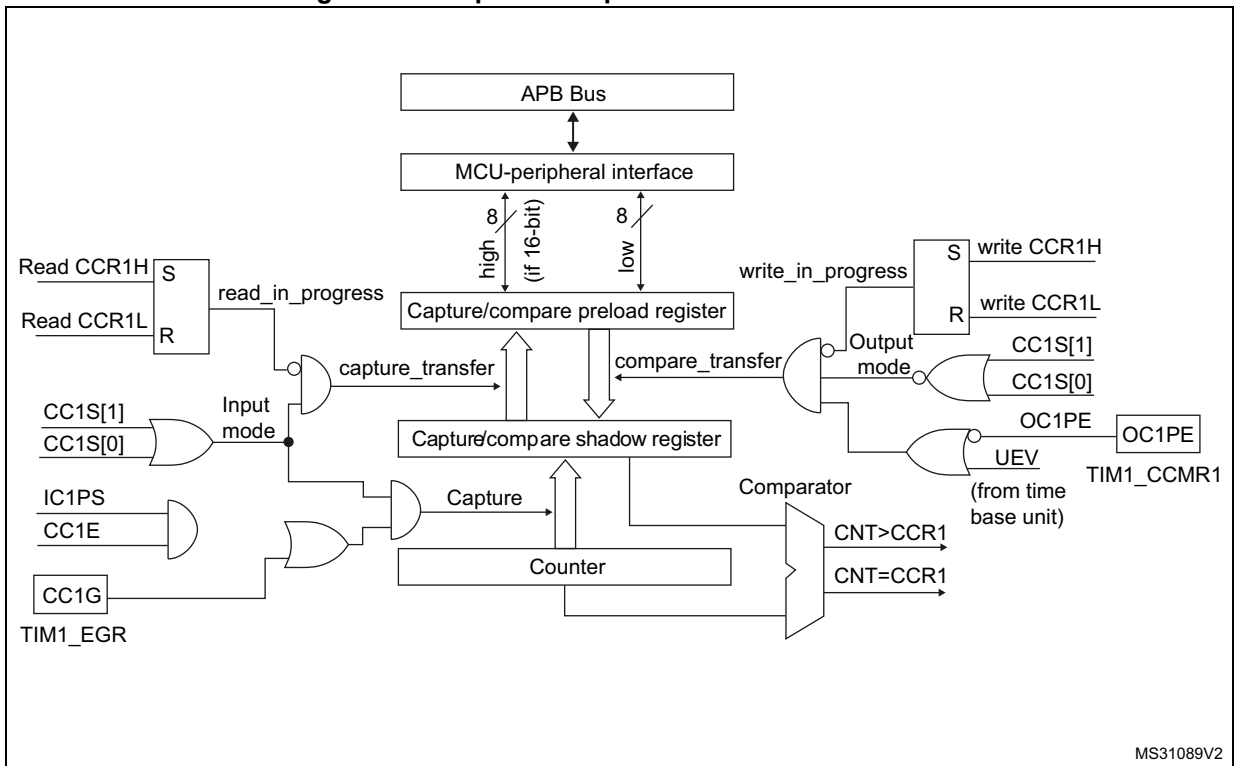 APB Bus
MCU-peripheral interface
8
high
(if 16-bit)
8
low
Read CCR1H
S
read_in_progress
Read CCR1L
R
write_in_progress
S
write CCR1H
R
write CCR1L
Capture/compare preload register
capture_transfer
compare_transfer
Output
mode
CC1S[1]
CC1S[0]
CC1S[1]
CC1S[0]
Input
mode
Capture/compare shadow register
OC1PE
OC1PE
UEV
TIM1_CCMR1
(from time
base unit)
IC1PS
CC1E
Capture
Comparator
CNT>CCR1
Counter
CNT=CCR1
CC1G
TIM1_EGR
MS31089V2